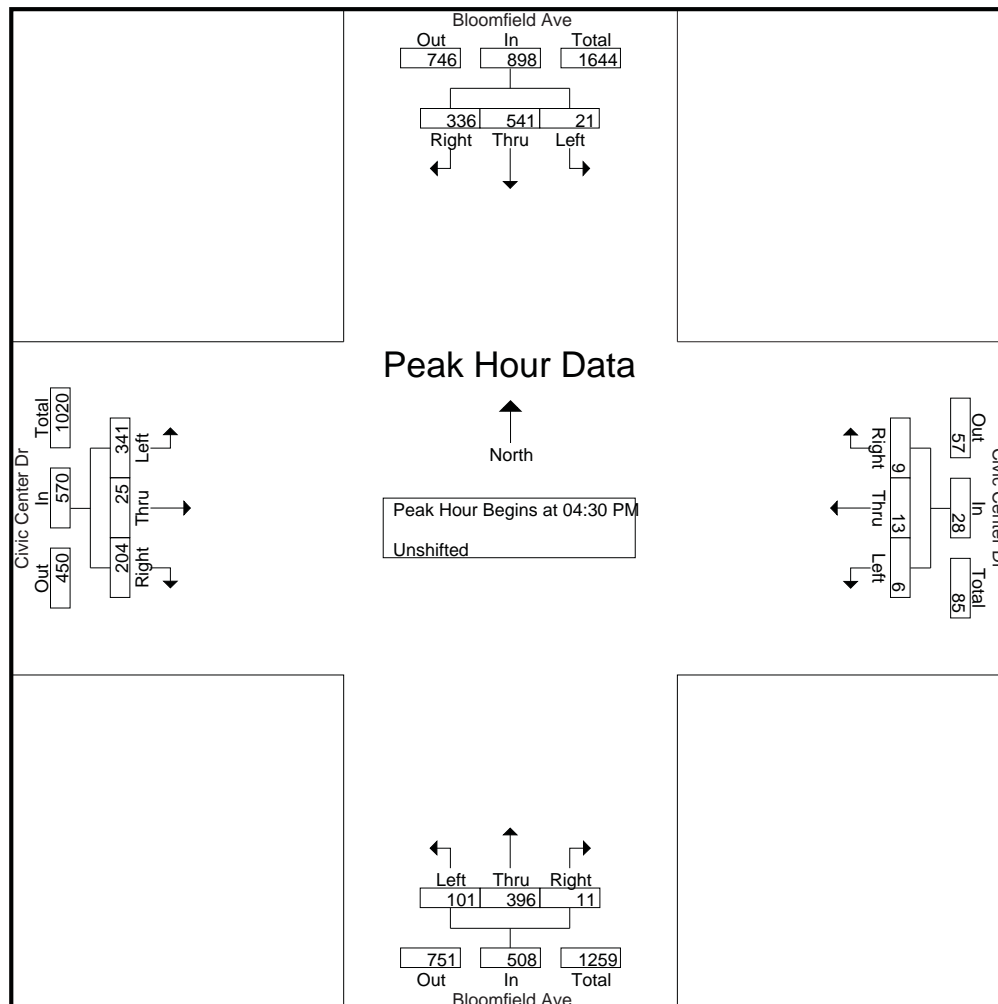 Bloomfield Ave
Out In Total
746 898 1644
336 541 21
Right Thru Left
Peak Hour Data
North
Peak Hour Begins at 04:30 PM
Unshifted
Civic Center Dr
Out In Total
450 570 1020
204 25 341
Right Thru Left
Civic Center Dr
Out In Total
57 28 85
9 13 6
Right Thru Left
Left Thru Right
101 396 11
751 508 1259
Out In Total
Bloomfield Ave